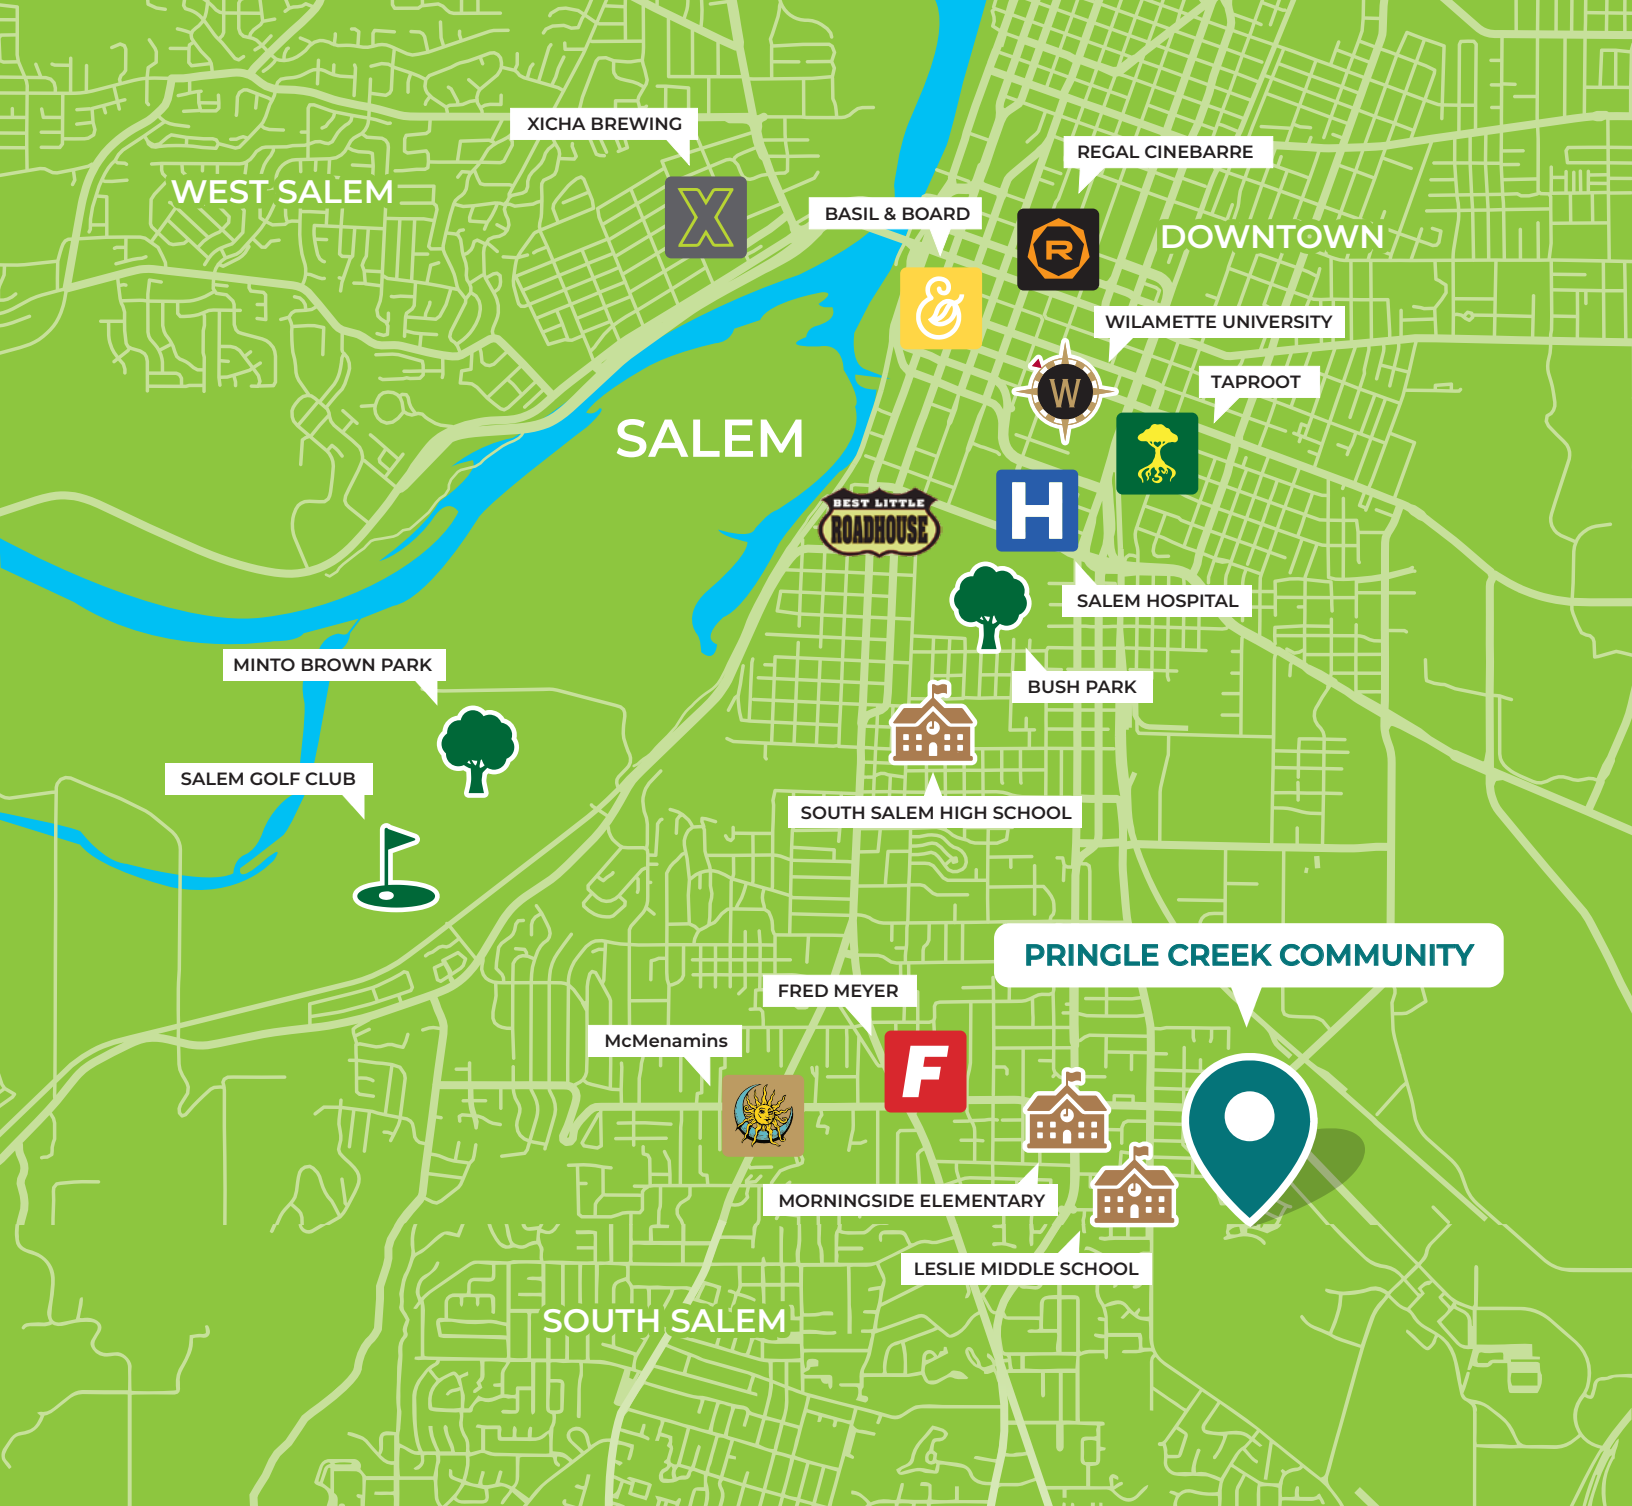 XICHA BREWING
REGAL CINEBARRE
WEST SALEM
X
BASIL & BOARD
DOWNTOWN
R
WILAMETTE UNIVERSITY
W
TAPROOT
SALEM
BEST LITTLE
ROADHOUSE
H
SALEM HOSPITAL
MINTO BROWN PARK
BUSH PARK
SALEM GOLF CLUB
SOUTH SALEM HIGH SCHOOL
PRINGLE CREEK COMMUNITY
FRED MEYER
McMenamins
F
MORNINGSIDE ELEMENTARY
LESLIE MIDDLE SCHOOL
SOUTH SALEM